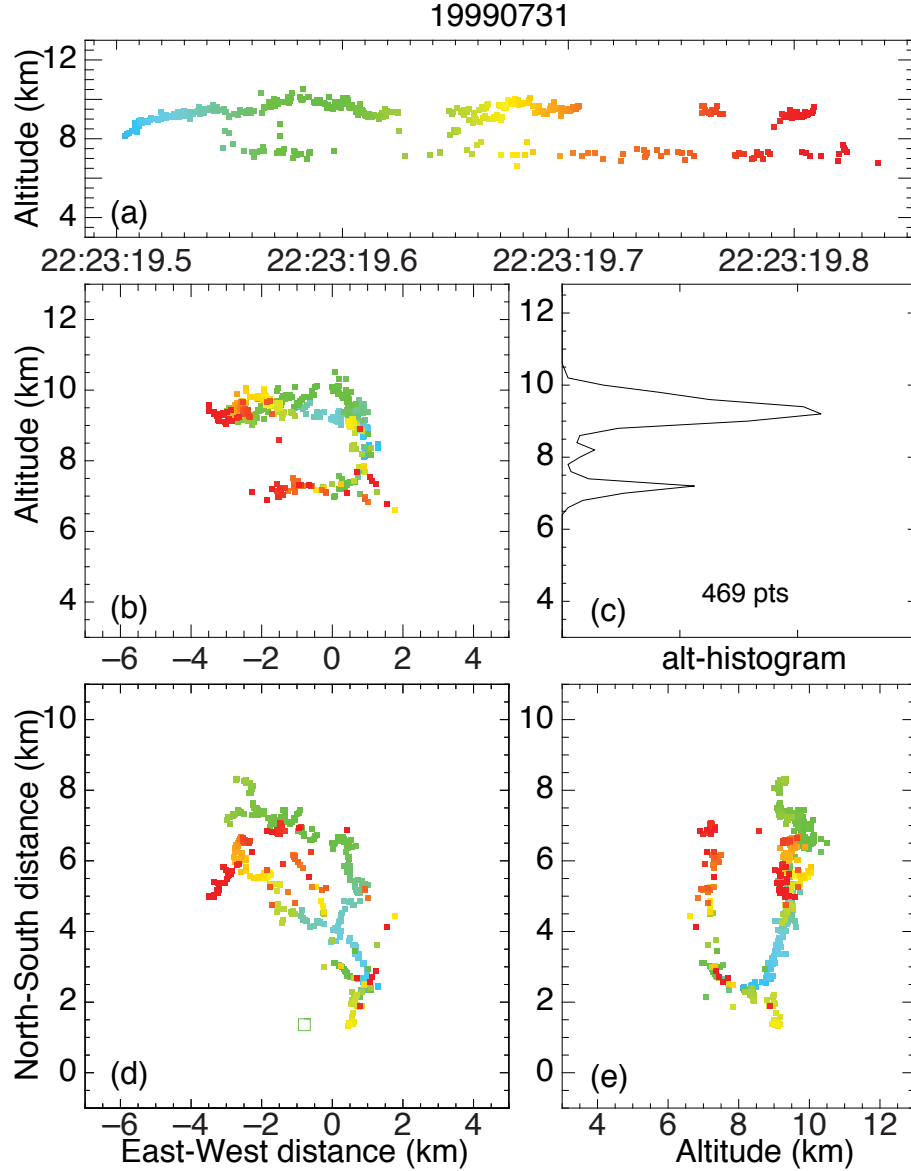 19990731
Altitude (km)
12
8
4
(a)
22:23:19.5 22:23:19.6 22:23:19.7 22:23:19.8
Altitude (km)
12
10
8
6
4
(b)
−6 −4 −2 0 2 4
12
10
8
6
4
(c)
469 pts
alt-histogram
North-South distance (km)
10
8
6
4
2
0
(d)
−6 −4 −2 0 2 4
East-West distance (km)
10
8
6
4
2
0
(e)
4 6 8 10 12
Altitude (km)